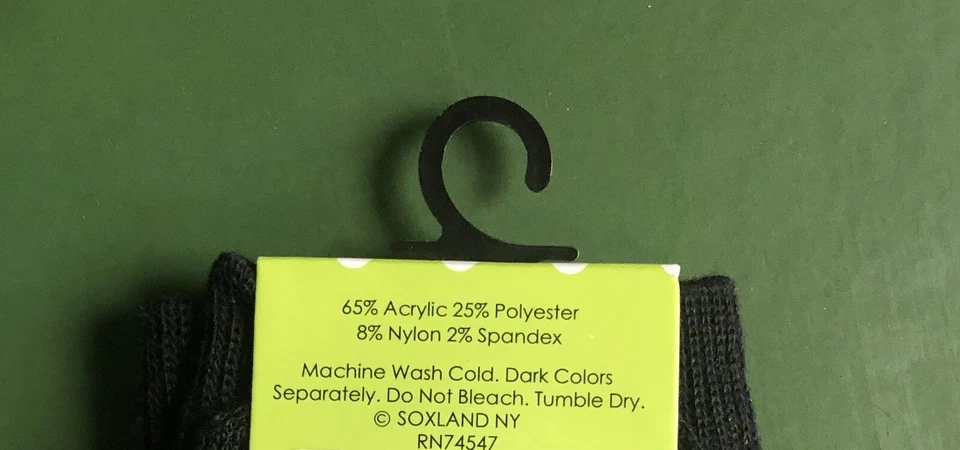 65% Acrylic 25% Polyester
8% Nylon 2% Spandex
Machine Wash Cold. Dark Colors
Separately. Do Not Bleach. Tumble Dry.
© SOXLAND NY
RN74547